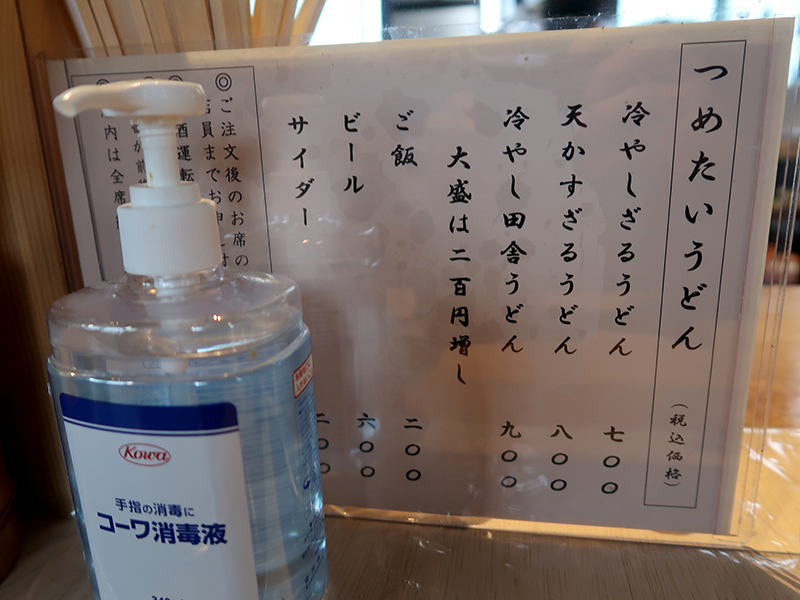 つめたいうどん
(税込価格)
冷やしざるうどん 七〇〇
天かすざるうどん 八〇〇
冷やし田舎うどん 九〇〇
大盛は二百円増し
ご飯 二〇〇
ビール 六〇〇
サイダー 二〇〇
◎ご注文後のお席の
員までお申
酒運転
内は全席
Kowa
手指の消毒に
コーワ消毒液